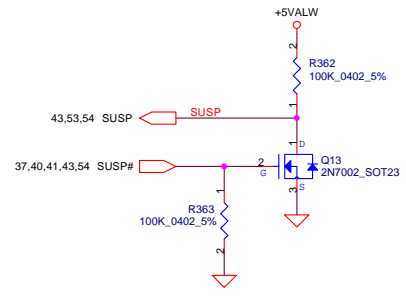 +5VALW
2
R362
100K_0402_5%
1
43,53,54 SUSP
SUSP
1
D
37,40,41,43,54 SUSP#
2
G
Q13
2N7002_SOT23
3
S
1
R363
100K_0402_5%
2